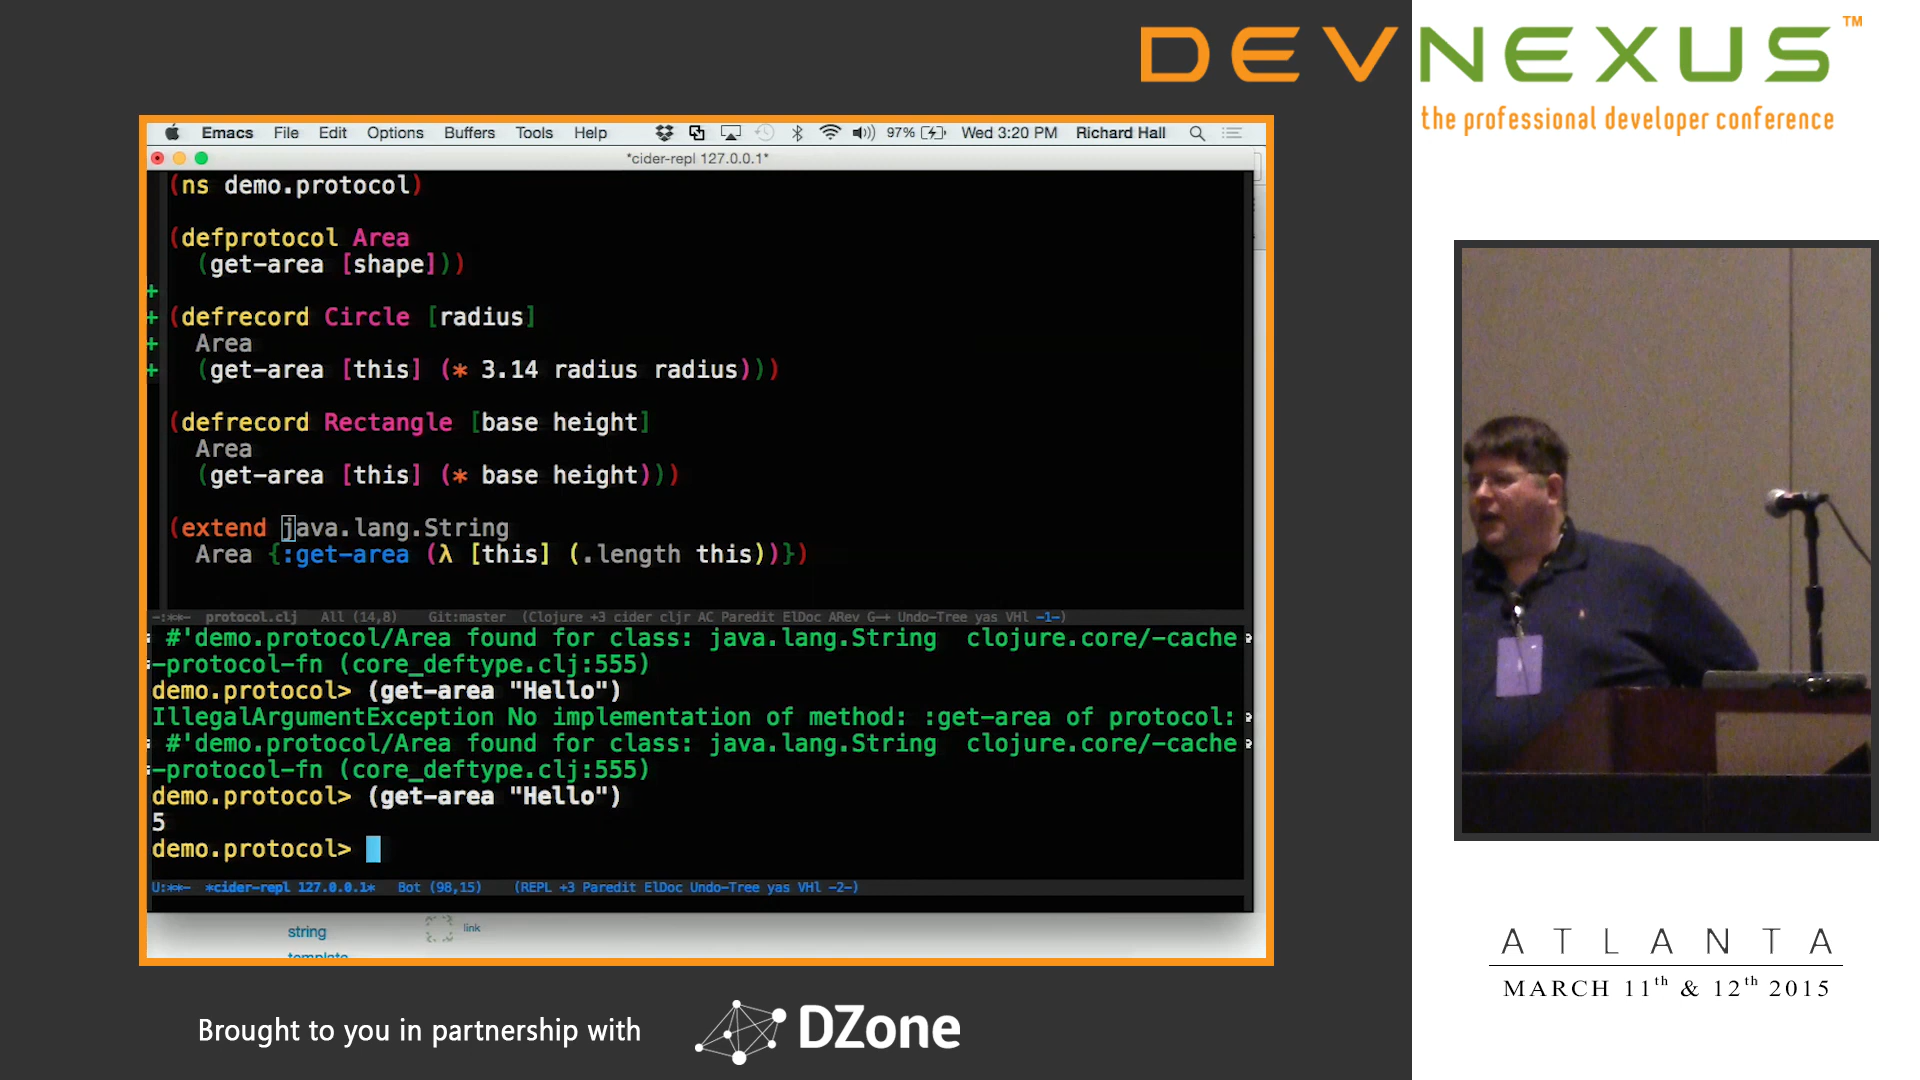 DEVNEXUS™
the professional developer conference
Emacs File Edit Options Buffers Tools Help 97% Wed 3:20 PM Richard Hall
*cider-repl 127.0.0.1*
(ns demo.protocol)
(defprotocol Area
(get-area [shape]))
+
+ (defrecord Circle [radius]
+ Area
+ (get-area [this] (* 3.14 radius radius)))
(defrecord Rectangle [base height]
Area
(get-area [this] (* base height)))
(extend java.lang.String
Area {:get-area (λ [this] (.length this))})
-:**- protocol.clj All (14,8) Git:master (Clojure +3 cider cljr AC Paredit ElDoc ARev G-+ Undo-Tree yas VHl -1-)
#'demo.protocol/Area found for class: java.lang.String clojure.core/-cache
-protocol-fn (core_deftype.clj:555)
demo.protocol> (get-area "Hello")
IllegalArgumentException No implementation of method: :get-area of protocol:
#'demo.protocol/Area found for class: java.lang.String clojure.core/-cache
-protocol-fn (core_deftype.clj:555)
demo.protocol> (get-area "Hello")
5
demo.protocol>
U:**- *cider-repl 127.0.0.1* Bot (98,15) (REPL +3 Paredit ElDoc Undo-Tree yas VHl -2-)
string link
template
Brought to you in partnership with DZone
ATLANTA
MARCH 11th & 12th 2015